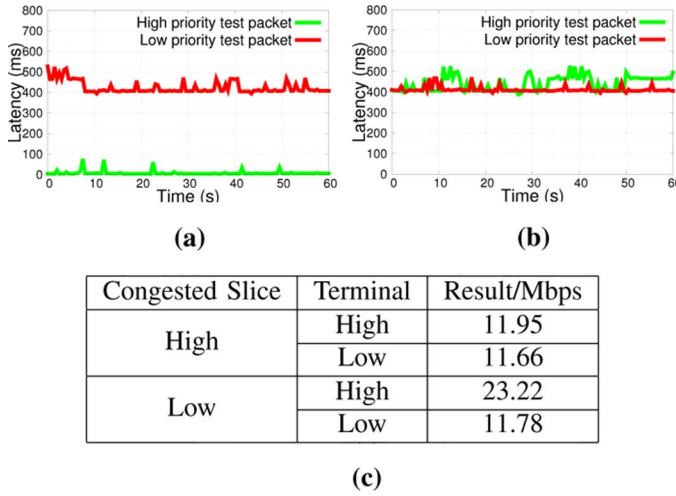 800
700
600
500
400
300
200
100
0
Latency (ms)
High priority test packet
Low priority test packet
0 10 20 30 40 50 60
Time (s)
(a)
800
700
600
500
400
300
200
100
0
Latency (ms)
High priority test packet
Low priority test packet
0 10 20 30 40 50 60
Time (s)
(b)
Congested Slice Terminal Result/Mbps
High High 11.95
Low 11.66
Low High 23.22
Low 11.78
(c)